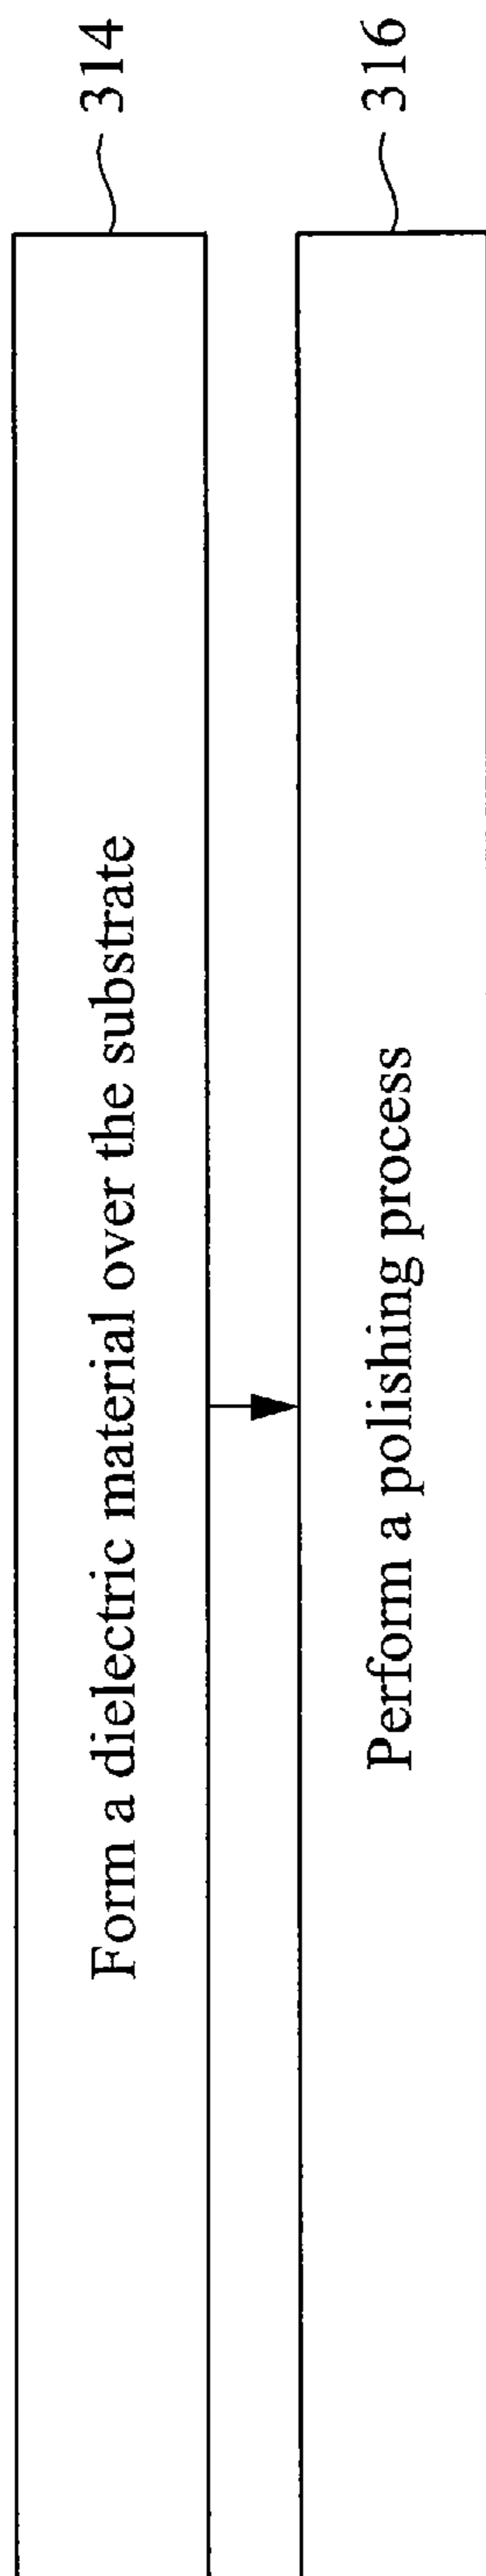 Form a dielectric material over the substrate
314
Perform a polishing process
316